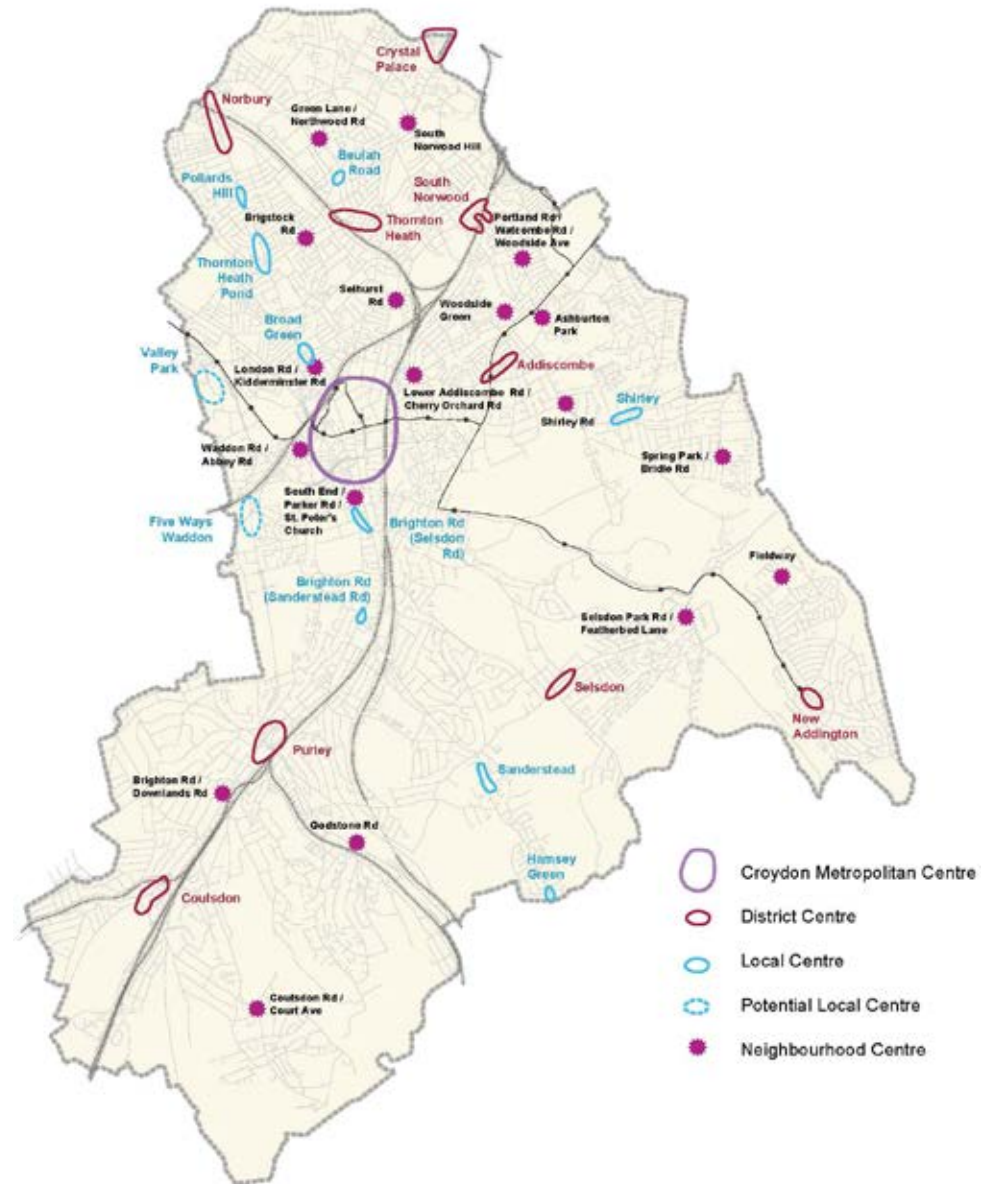 Crystal
Palace
Norbury
Green Lane /
Northwood Rd
South
Norwood Hill
Beulah
Road
Pollards
Hill
South
Norwood
Thornton
Heath
Brigstock
Rd
Portland Rd /
Watcombe Rd /
Woodside Ave
Thornton
Heath
Pond
Selhurst
Rd
Woodside
Green
Ashburton
Park
Broad
Green
Valley
Park
London Rd /
Kidderminster Rd
Addiscombe
Lower Addiscombe Rd /
Cherry Orchard Rd
Shirley
Shirley Rd
Waddon Rd /
Abbey Rd
Spring Park /
Bridle Rd
South End /
Parker Rd /
St. Peter's
Church
Five Ways
Waddon
Brighton Rd
(Selsdon
Rd)
Fieldway
Brighton Rd
(Sanderstead Rd)
Selsdon Park Rd /
Featherbed Lane
Selsdon
New
Addington
Purley
Sanderstead
Brighton Rd /
Downlands Rd
Godstone Rd
Hamsey
Green
Coulsdon
Coulsdon Rd /
Court Ave
Croydon Metropolitan Centre
District Centre
Local Centre
Potential Local Centre
Neighbourhood Centre